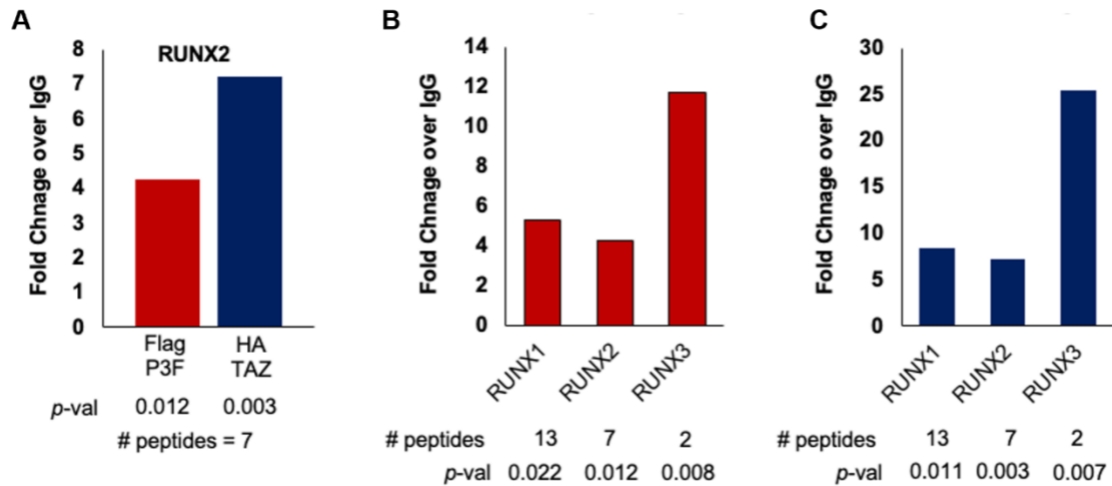 A
RUNX2
Fold Chnage over IgG
8
7
6
5
4
3
2
1
0
Flag P3F
HA TAZ
p-val 0.012 0.003
# peptides = 7
B
Fold Chnage over IgG
14
12
10
8
6
4
2
0
RUNX1 RUNX2 RUNX3
# peptides 13 7 2
p-val 0.022 0.012 0.008
C
Fold Chnage over IgG
30
25
20
15
10
5
0
RUNX1 RUNX2 RUNX3
# peptides 13 7 2
p-val 0.011 0.003 0.007